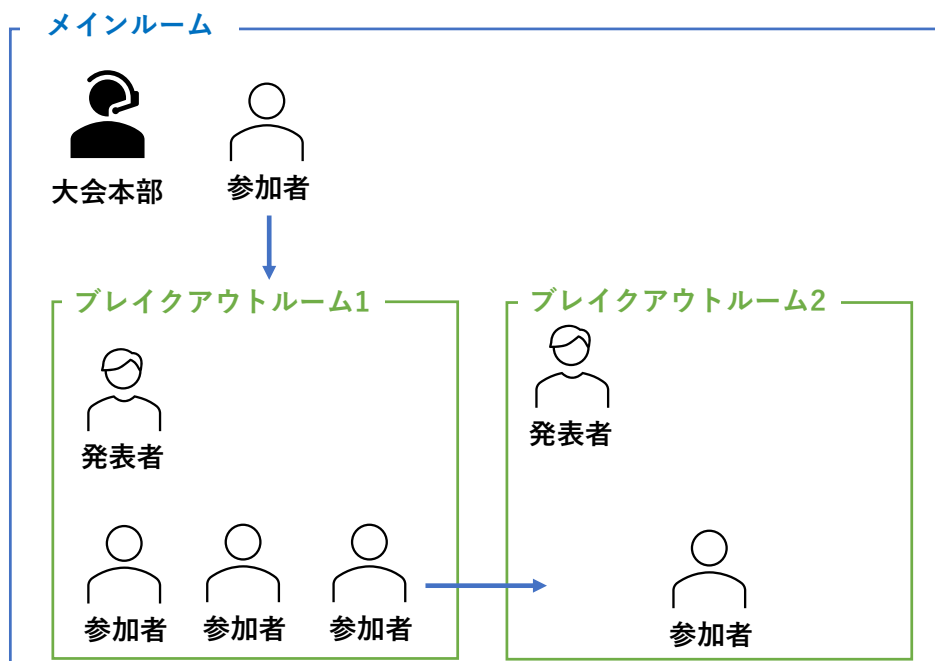 メインルーム
大会本部
参加者
ブレイクアウトルーム1
ブレイクアウトルーム2
発表者
発表者
参加者 参加者 参加者
参加者